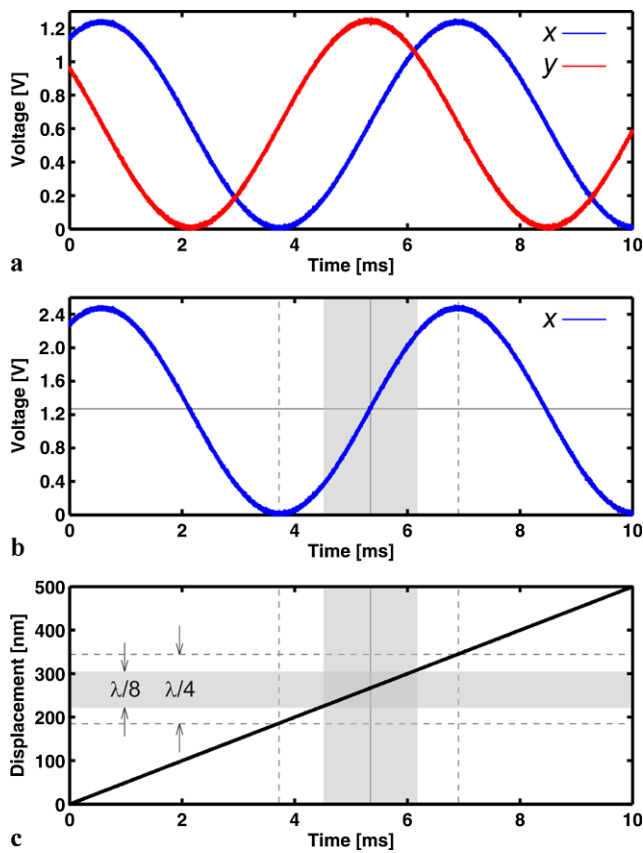 1.2
1
0.8
0.6
0.4
0.2
0
Voltage [V]
x
y
0 2 4 6 8 10
Time [ms]
a
2.4
2.0
1.6
1.2
0.8
0.4
0
Voltage [V]
x
0 2 4 6 8 10
Time [ms]
b
500
400
300
200
100
0
Displacement [nm]
λ/8 λ/4
0 2 4 6 8 10
Time [ms]
c